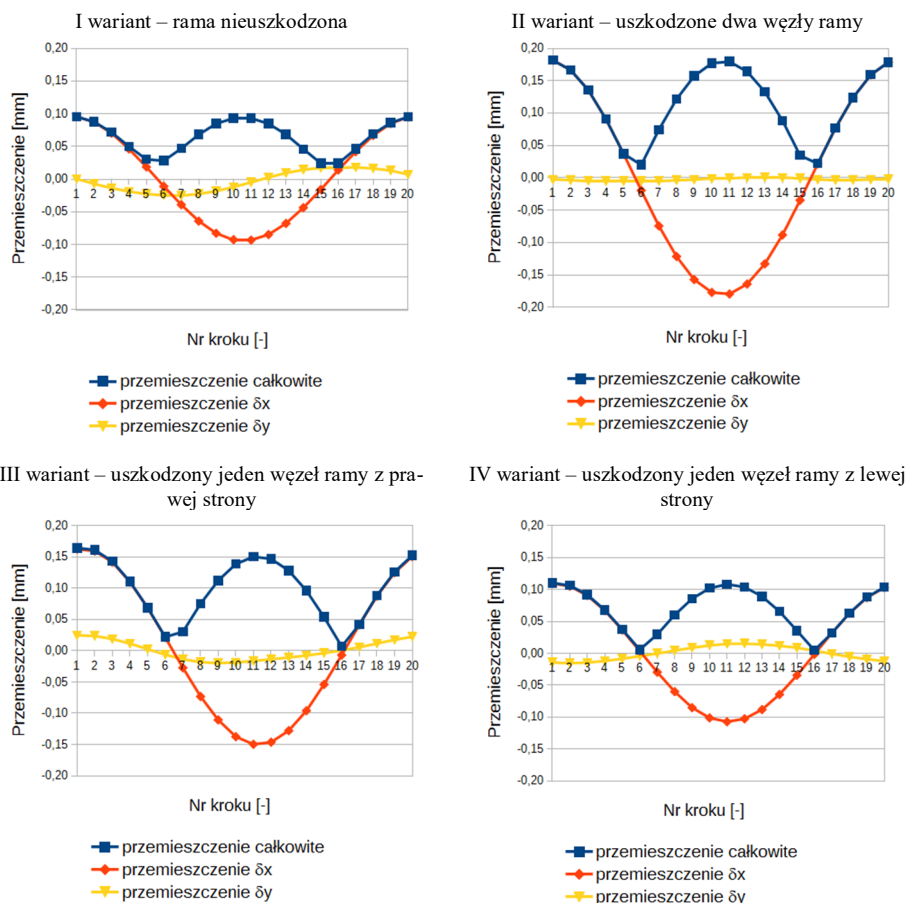 I wariant – rama nieuszkodzona
0,20
0,15
0,10
0,05
0,00
-0,05
-0,10
-0,15
-0,20
1 2 3 4 5 6 7 8 9 10 11 12 13 14 15 16 17 18 19 20
Przemieszczenie [mm]
Nr kroku [-]
przemieszczenie całkowite
przemieszczenie δx
przemieszczenie δy
II wariant – uszkodzone dwa węzły ramy
0,20
0,15
0,10
0,05
0,00
-0,05
-0,10
-0,15
-0,20
1 2 3 4 5 6 7 8 9 10 11 12 13 14 15 16 17 18 19 20
Przemieszczenie [mm]
Nr kroku [-]
przemieszczenie całkowite
przemieszczenie δx
przemieszczenie δy
III wariant – uszkodzony jeden węzeł ramy z pra-
wej strony
0,20
0,15
0,10
0,05
0,00
-0,05
-0,10
-0,15
-0,20
1 2 3 4 5 6 7 8 9 10 11 12 13 14 15 16 17 18 19 20
Przemieszczenie [mm]
Nr kroku [-]
przemieszczenie całkowite
przemieszczenie δx
przemieszczenie δy
IV wariant – uszkodzony jeden węzeł ramy z lewej
strony
0,20
0,15
0,10
0,05
0,00
-0,05
-0,10
-0,15
-0,20
1 2 3 4 5 6 7 8 9 10 11 12 13 14 15 16 17 18 19 20
Przemieszczenie [mm]
Nr kroku [-]
przemieszczenie całkowite
przemieszczenie δx
przemieszczenie δy